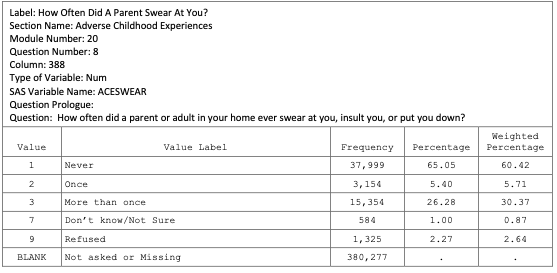 Label: How Often Did A Parent Swear At You?
Section Name: Adverse Childhood Experiences
Module Number: 20
Question Number: 8
Column: 388
Type of Variable: Num
SAS Variable Name: ACESWEAR
Question Prologue:
Question: How often did a parent or adult in your home ever swear at you, insult you, or put you down?
Value Value Label Frequency Percentage Weighted Percentage
1 Never 37,999 65.05 60.42
2 Once 3,154 5.40 5.71
3 More than once 15,354 26.28 30.37
7 Don’t know/Not Sure 584 1.00 0.87
9 Refused 1,325 2.27 2.64
BLANK Not asked or Missing 380,277 . .